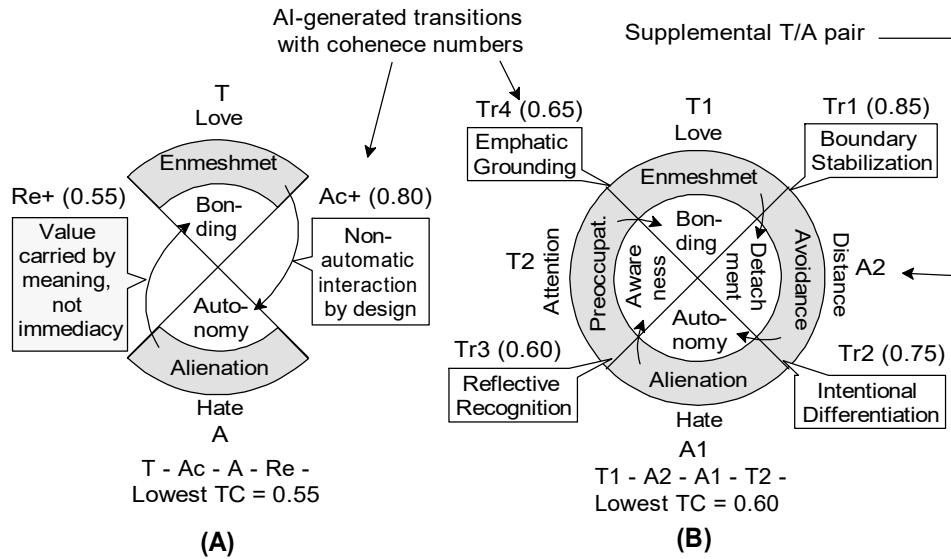 AI-generated transitions
with cohenece numbers
Supplemental T/A pair
T
Love
Enmeshmet
Bon-
ding
Re+ (0.55)
Value
carried by
meaning,
not
immediacy
Ac+ (0.80)
Non-
automatic
interaction
by design
Auto-
nomy
Alienation
Hate
A
T - Ac - A - Re -
Lowest TC = 0.55
(A)
Tr4 (0.65)
Emphatic
Grounding
T1
Love
Tr1 (0.85)
Boundary
Stabilization
Enmeshmet
Bon-
ding
T2
Attention
Preoccupat.
Aware
ness
Detach
ment
Avoidance
Distance
A2
Auto-
nomy
Alienation
Tr3 (0.60)
Reflective
Recognition
Tr2 (0.75)
Intentional
Differentiation
Hate
A1
T1 - A2 - A1 - T2 -
Lowest TC = 0.60
(B)